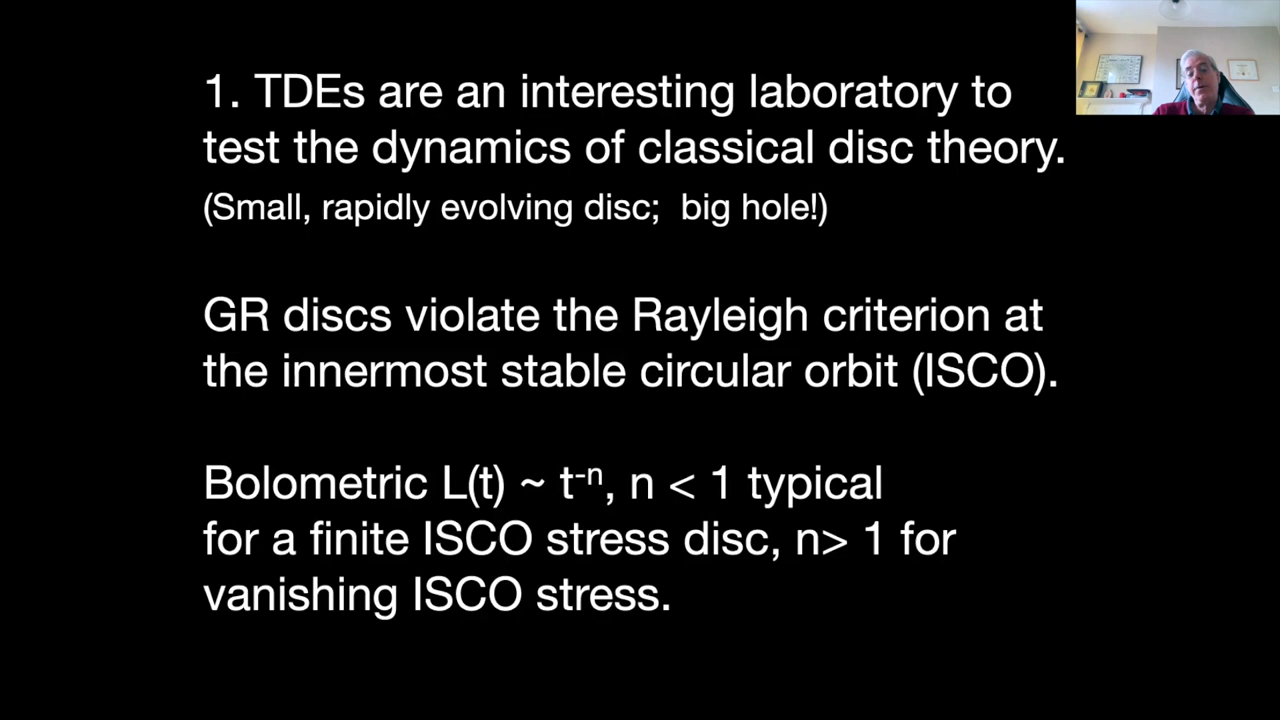 1. TDEs are an interesting laboratory to
test the dynamics of classical disc theory.
(Small, rapidly evolving disc;  big hole!)
GR discs violate the Rayleigh criterion at
the innermost stable circular orbit (ISCO).
Bolometric L(t) ~ t⁻ⁿ, n < 1 typical
for a finite ISCO stress disc, n> 1 for
vanishing ISCO stress.